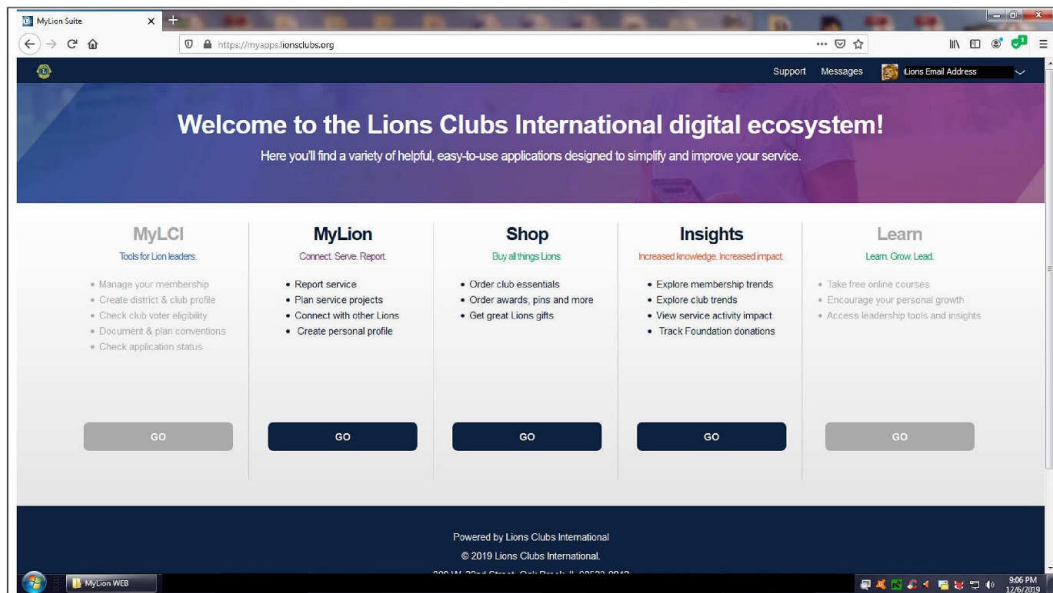 MyLion Suite
https://myapps.lionsclubs.org
Support Messages Lions Email Address
Welcome to the Lions Clubs International digital ecosystem!
Here you'll find a variety of helpful, easy-to-use applications designed to simplify and improve your service.
MyLCI
Tools for Lion leaders.
• Manage your membership
• Create district & club profile
• Check club voter eligibility
• Document & plan conventions
• Check application status
GO
MyLion
Connect. Serve. Report.
• Report service
• Plan service projects
• Connect with other Lions
• Create personal profile
GO
Shop
Buy all things Lions.
• Order club essentials
• Order awards, pins and more
• Get great Lions gifts
GO
Insights
Increased knowledge. Increased impact.
• Explore membership trends
• Explore club trends
• View service activity impact
• Track Foundation donations
GO
Learn
Learn. Grow. Lead.
• Take free online courses
• Encourage your personal growth
• Access leadership tools and insights
GO
Powered by Lions Clubs International
© 2019 Lions Clubs International.
MyLion WEB
9:06 PM
12/6/2019